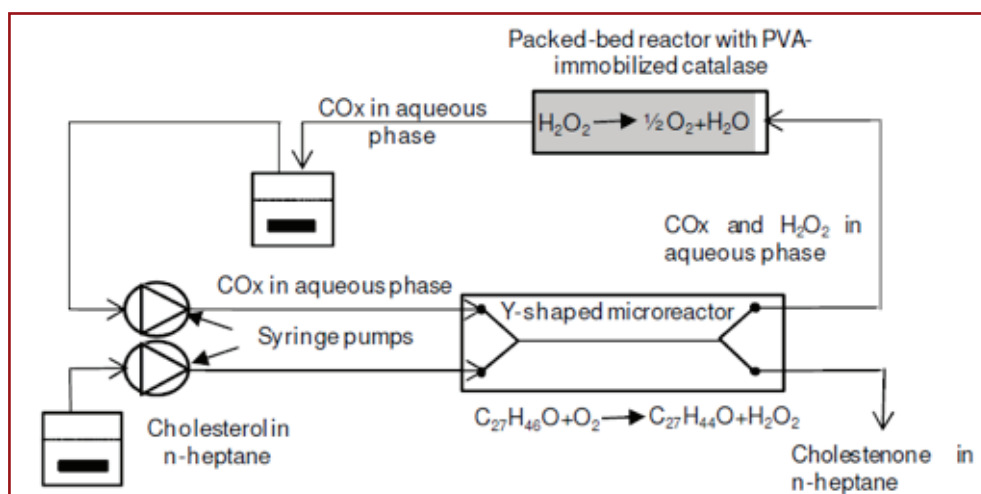 Packed-bed reactor with PVA-
immobilized catalase
COx in aqueous
phase
H₂O₂ → ½ O₂+H₂O
COx and H₂O₂ in
aqueous phase
COx in aqueous phase
Y-shaped microreactor
Syringe pumps
C₂₇H₄₆O+O₂ → C₂₇H₄₄O+H₂O₂
Cholesterol in
n-heptane
Cholestenone in
n-heptane